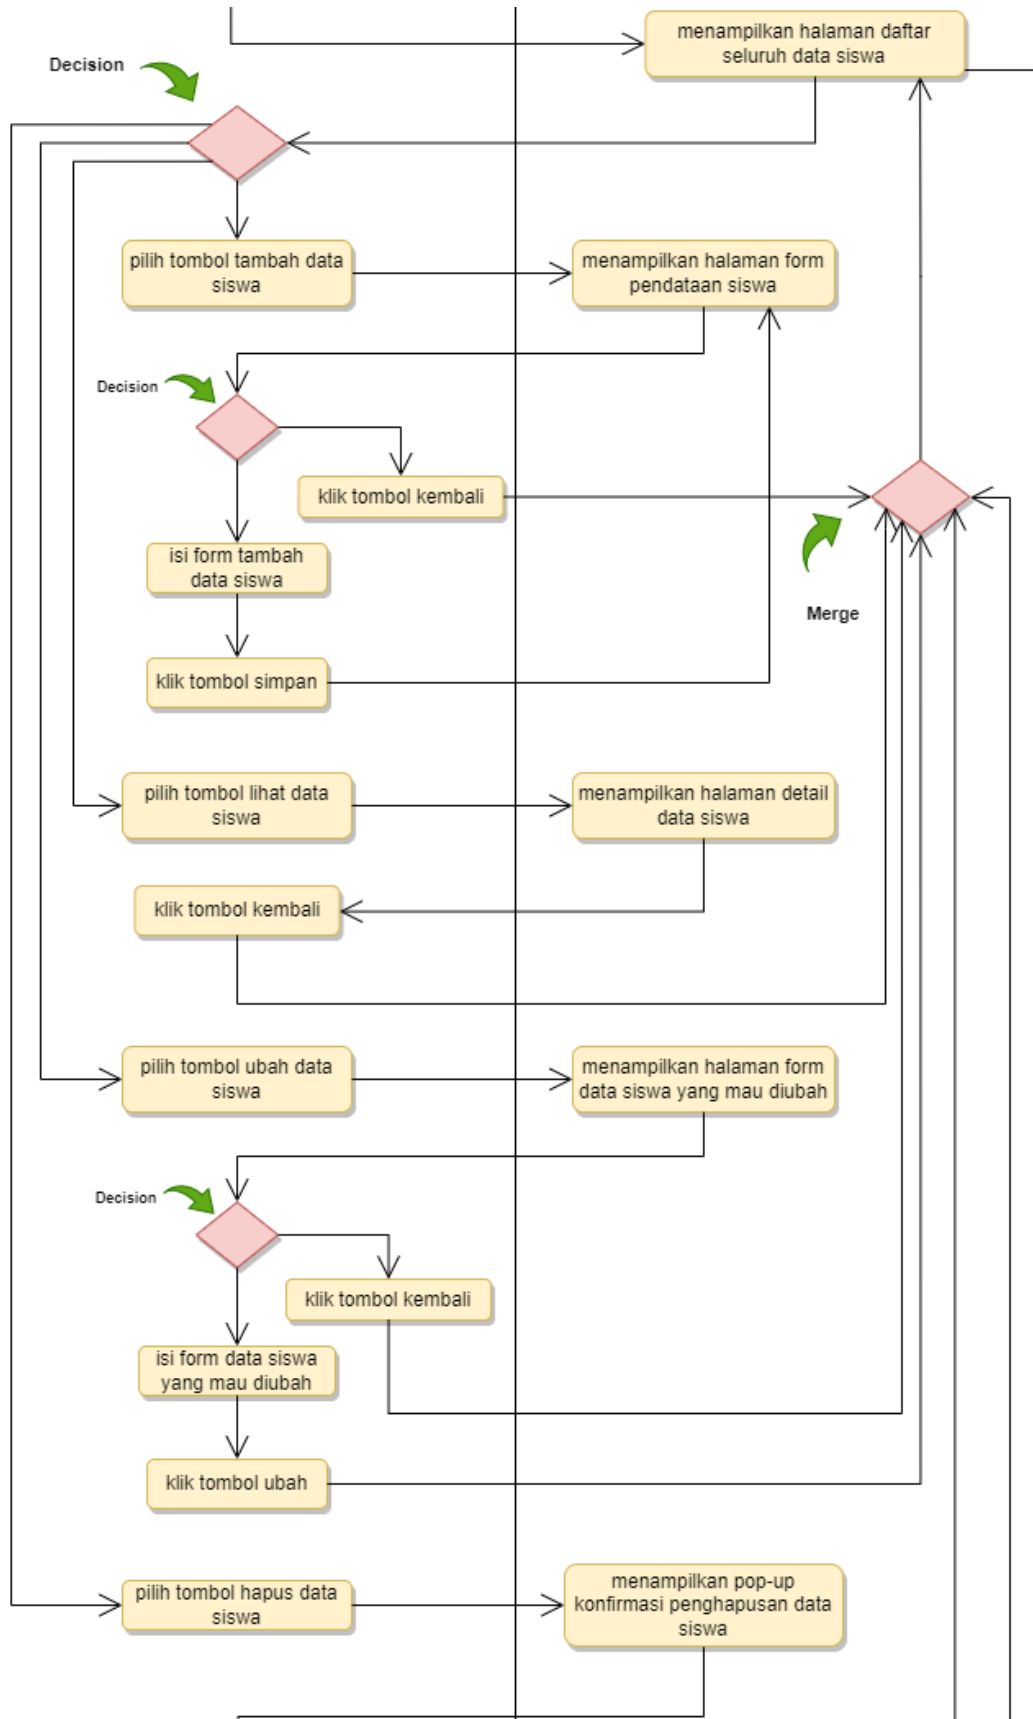 menampilkan halaman daftar
seluruh data siswa
Decision
pilih tombol tambah data
siswa
menampilkan halaman form
pendataan siswa
Decision
klik tombol kembali
isi form tambah
data siswa
Merge
klik tombol simpan
pilih tombol lihat data
siswa
menampilkan halaman detail
data siswa
klik tombol kembali
pilih tombol ubah data
siswa
menampilkan halaman form
data siswa yang mau diubah
Decision
klik tombol kembali
isi form data siswa
yang mau diubah
klik tombol ubah
pilih tombol hapus data
siswa
menampilkan pop-up
konfirmasi penghapusan data
siswa